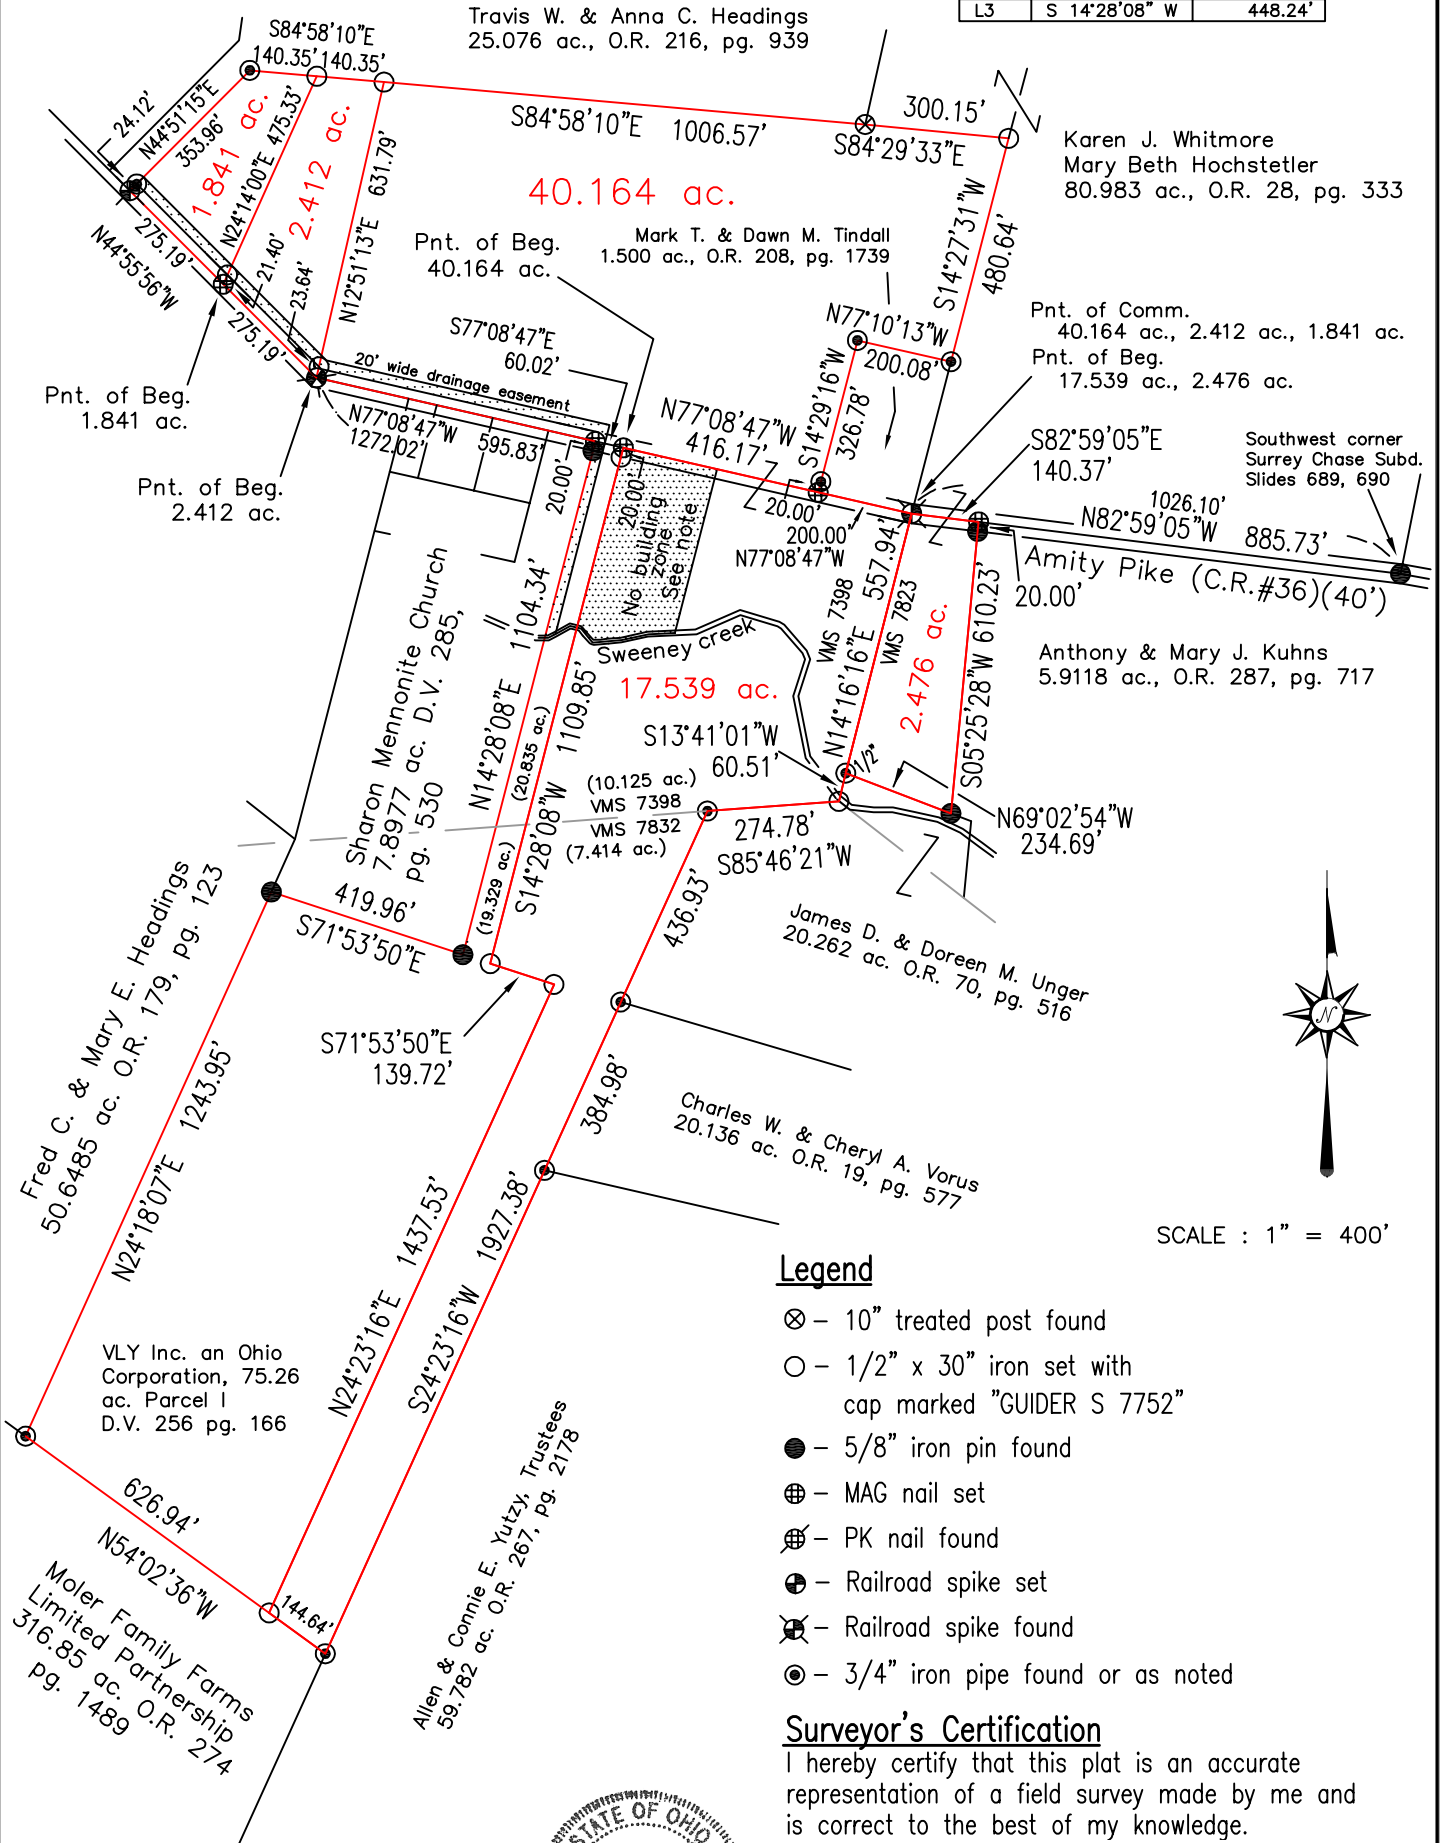 Travis W. & Anna C. Headings
25.076 ac., O.R. 216, pg. 939
L3 S 14°28'08" W 448.24'
S84°58'10"E
140.35' 140.35'
24.12'
N44°51'15"E
353.96'
1.841 ac.
N24°14'00"E 475.33'
2.412 ac.
631.79'
N12°51'13"E
S84°58'10"E 1006.57'
300.15'
S84°29'33"E
Karen J. Whitmore
Mary Beth Hochstetler
80.983 ac., O.R. 28, pg. 333
40.164 ac.
S14°27'31"W
480.64'
Mark T. & Dawn M. Tindall
1.500 ac., O.R. 208, pg. 1739
Pnt. of Beg.
40.164 ac.
275.19'
N44°55'56"W
21.40'
23.64'
275.19'
N77°10'13"W
200.08'
S14°29'16"W
326.78'
Pnt. of Comm.
40.164 ac., 2.412 ac., 1.841 ac.
Pnt. of Beg.
17.539 ac., 2.476 ac.
S77°08'47"E
60.02'
20' wide drainage easement
Pnt. of Beg.
1.841 ac.
N77°08'47"W
1272.02'
595.83'
N77°08'47"W
416.17'
S82°59'05"E
140.37'
Southwest corner
Surrey Chase Subd.
Slides 689, 690
Pnt. of Beg.
2.412 ac.
20.00'
20.00'
No building
zone
See note
20.00'
200.00'
N77°08'47"W
1026.10'
N82°59'05"W
885.73'
Amity Pike (C.R.#36)(40')
20.00'
Sharon Mennonite Church
7.8977 ac. D.V. 285,
pg. 530
1104.34'
N14°28'08"E
Sweeney creek
17.539 ac.
VMS 7398
557.94'
N14°16'16"E
VMS 7823
2.476 ac.
S05°25'28"W 610.23'
Anthony & Mary J. Kuhns
5.9118 ac., O.R. 287, pg. 717
1109.85'
S14°28'08"W
(20.835 ac.)
(19.329 ac.)
S13°41'01"W
60.51'
1/2"
(10.125 ac.)
VMS 7398
VMS 7832
(7.414 ac.)
274.78'
S85°46'21"W
N69°02'54"W
234.69'
419.96'
S71°53'50"E
436.93'
James D. & Doreen M. Unger
20.262 ac. O.R. 70, pg. 516
Fred C. & Mary E. Headings
50.6485 ac. O.R. 179, pg. 123
S71°53'50"E
139.72'
N
1243.95'
N24°18'07"E
384.98'
Charles W. & Cheryl A. Vorus
20.136 ac. O.R. 19, pg. 577
1437.53'
N24°23'16"E
1927.38'
S24°23'16"W
SCALE : 1" = 400'
VLY Inc. an Ohio
Corporation, 75.26
ac. Parcel I
D.V. 256 pg. 166
626.94'
N54°02'36"W
144.64'
Moler Family Farms
Limited Partnership
316.85 ac. O.R. 274
pg. 1489
Allen & Connie E. Yutzy, Trustees
59.782 ac. O.R. 267, pg. 2178
Legend
– 10" treated post found
– 1/2" x 30" iron set with
cap marked "GUIDER S 7752"
– 5/8" iron pin found
– MAG nail set
– PK nail found
– Railroad spike set
– Railroad spike found
– 3/4" iron pipe found or as noted
Surveyor's Certification
I hereby certify that this plat is an accurate
representation of a field survey made by me and
is correct to the best of my knowledge.
STATE OF OHIO